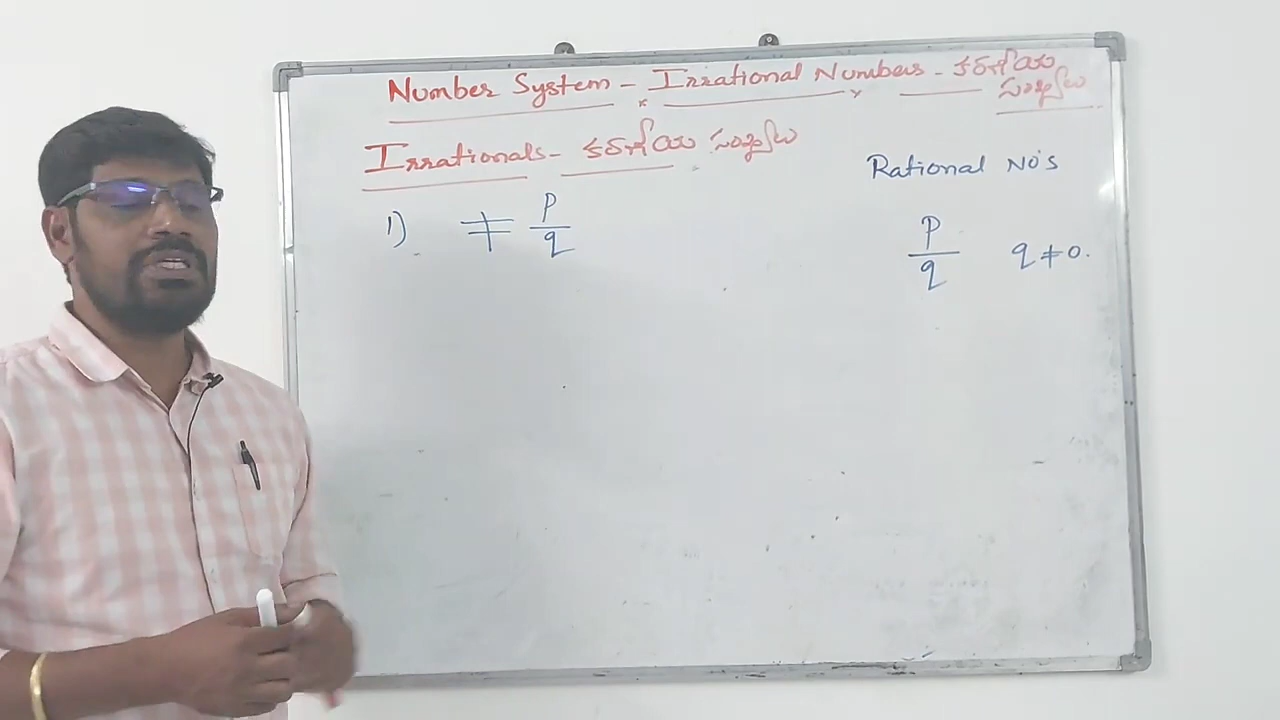 Number System - Irrational Numbers - కరణీయ
సంఖ్యలు
Irrationals - కరణీయ సంఖ్యలు
Rational NO'S
1) ≠ P/q
P/q q ≠ 0.